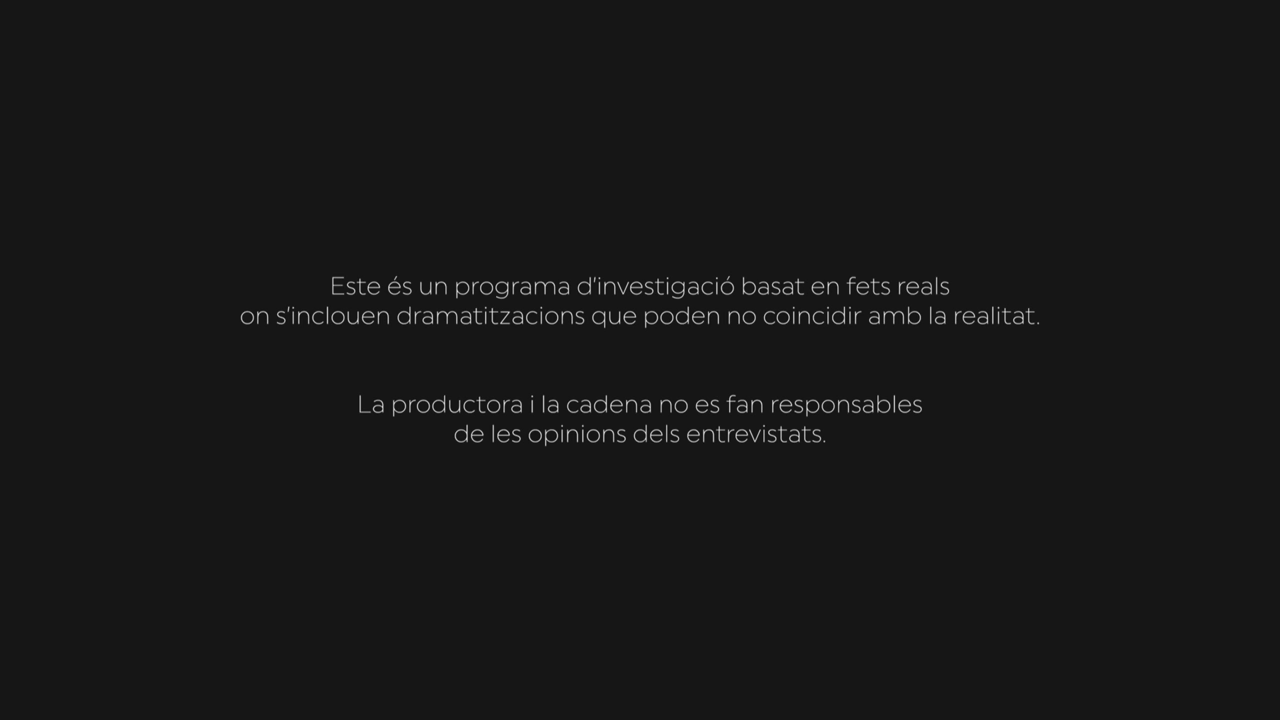 Este és un programa d'investigació basat en fets reals
on s'inclouen dramatitzacions que poden no coincidir amb la realitat.
La productora i la cadena no es fan responsables
de les opinions dels entrevistats.